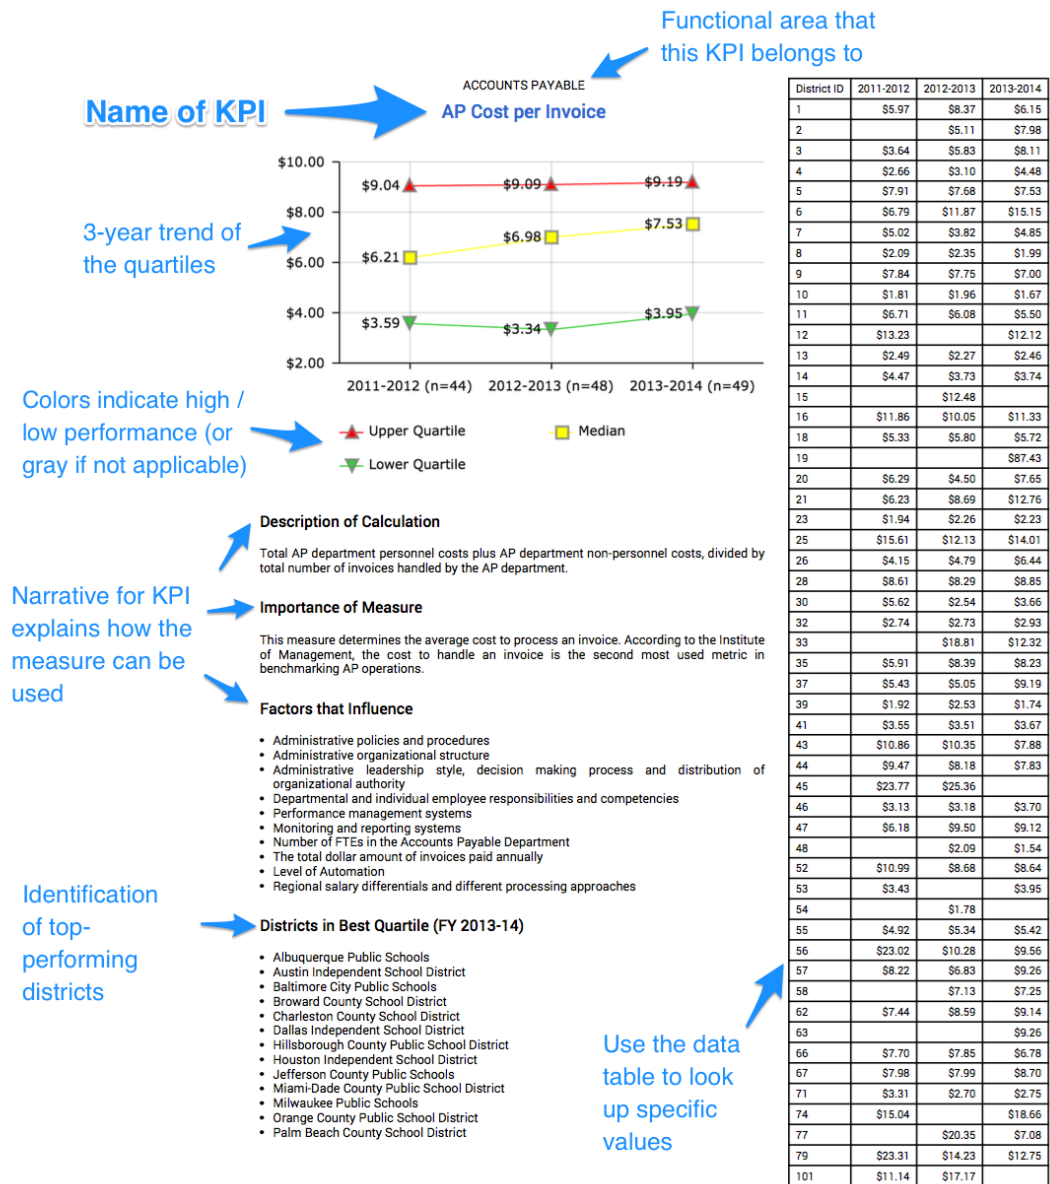 Functional area that
this KPI belongs to
ACCOUNTS PAYABLE
Name of KPI
AP Cost per Invoice
$10.00
$8.00
$6.00
$4.00
$2.00
$9.04
$9.09
$9.19
$6.21
$6.98
$7.53
$3.59
$3.34
$3.95
2011-2012 (n=44) 2012-2013 (n=48) 2013-2014 (n=49)
3-year trend of
the quartiles
Colors indicate high /
low performance (or
gray if not applicable)
Upper Quartile
Median
Lower Quartile
Description of Calculation
Total AP department personnel costs plus AP department non-personnel costs, divided by
total number of invoices handled by the AP department.
Narrative for KPI
explains how the
measure can be
used
Importance of Measure
This measure determines the average cost to process an invoice. According to the Institute
of Management, the cost to handle an invoice is the second most used metric in
benchmarking AP operations.
Factors that Influence
• Administrative policies and procedures
• Administrative organizational structure
• Administrative leadership style, decision making process and distribution of
organizational authority
• Departmental and individual employee responsibilities and competencies
• Performance management systems
• Monitoring and reporting systems
• Number of FTEs in the Accounts Payable Department
• The total dollar amount of invoices paid annually
• Level of Automation
• Regional salary differentials and different processing approaches
Identification
of top-
performing
districts
Districts in Best Quartile (FY 2013-14)
• Albuquerque Public Schools
• Austin Independent School District
• Baltimore City Public Schools
• Broward County School District
• Charleston County School District
• Dallas Independent School District
• Hillsborough County Public School District
• Houston Independent School District
• Jefferson County Public Schools
• Miami-Dade County Public School District
• Milwaukee Public Schools
• Orange County Public School District
• Palm Beach County School District
Use the data
table to look
up specific
values
District ID 2011-2012 2012-2013 2013-2014
1 $5.97 $8.37 $6.15
2 $5.11 $7.98
3 $3.64 $5.83 $8.11
4 $2.66 $3.10 $4.48
5 $7.91 $7.68 $7.53
6 $6.79 $11.87 $15.15
7 $5.02 $3.82 $4.85
8 $2.09 $2.35 $1.99
9 $7.84 $7.75 $7.00
10 $1.81 $1.96 $1.67
11 $6.71 $6.08 $5.50
12 $13.23 $12.12
13 $2.49 $2.27 $2.46
14 $4.47 $3.73 $3.74
15 $12.48
16 $11.86 $10.05 $11.33
18 $5.33 $5.80 $5.72
19 $87.43
20 $6.29 $4.50 $7.65
21 $6.23 $8.69 $12.76
23 $1.94 $2.26 $2.23
25 $15.61 $12.13 $14.01
26 $4.15 $4.79 $6.44
28 $8.61 $8.29 $8.85
30 $5.62 $2.54 $3.66
32 $2.74 $2.73 $2.93
33 $18.81 $12.32
35 $5.91 $8.39 $8.23
37 $5.43 $5.05 $9.19
39 $1.92 $2.53 $1.74
41 $3.55 $3.51 $3.67
43 $10.86 $10.35 $7.88
44 $9.47 $8.18 $7.83
45 $23.77 $25.36
46 $3.13 $3.18 $3.70
47 $6.18 $9.50 $9.12
48 $2.09 $1.54
52 $10.99 $8.68 $8.64
53 $3.43 $3.95
54 $1.78
55 $4.92 $5.34 $5.42
56 $23.02 $10.28 $9.56
57 $8.22 $6.83 $9.26
58 $7.13 $7.25
62 $7.44 $8.59 $9.14
63 $9.26
66 $7.70 $7.85 $6.78
67 $7.98 $7.99 $8.70
71 $3.31 $2.70 $2.75
74 $15.04 $18.66
77 $20.35 $7.08
79 $23.31 $14.23 $12.75
101 $11.14 $17.17